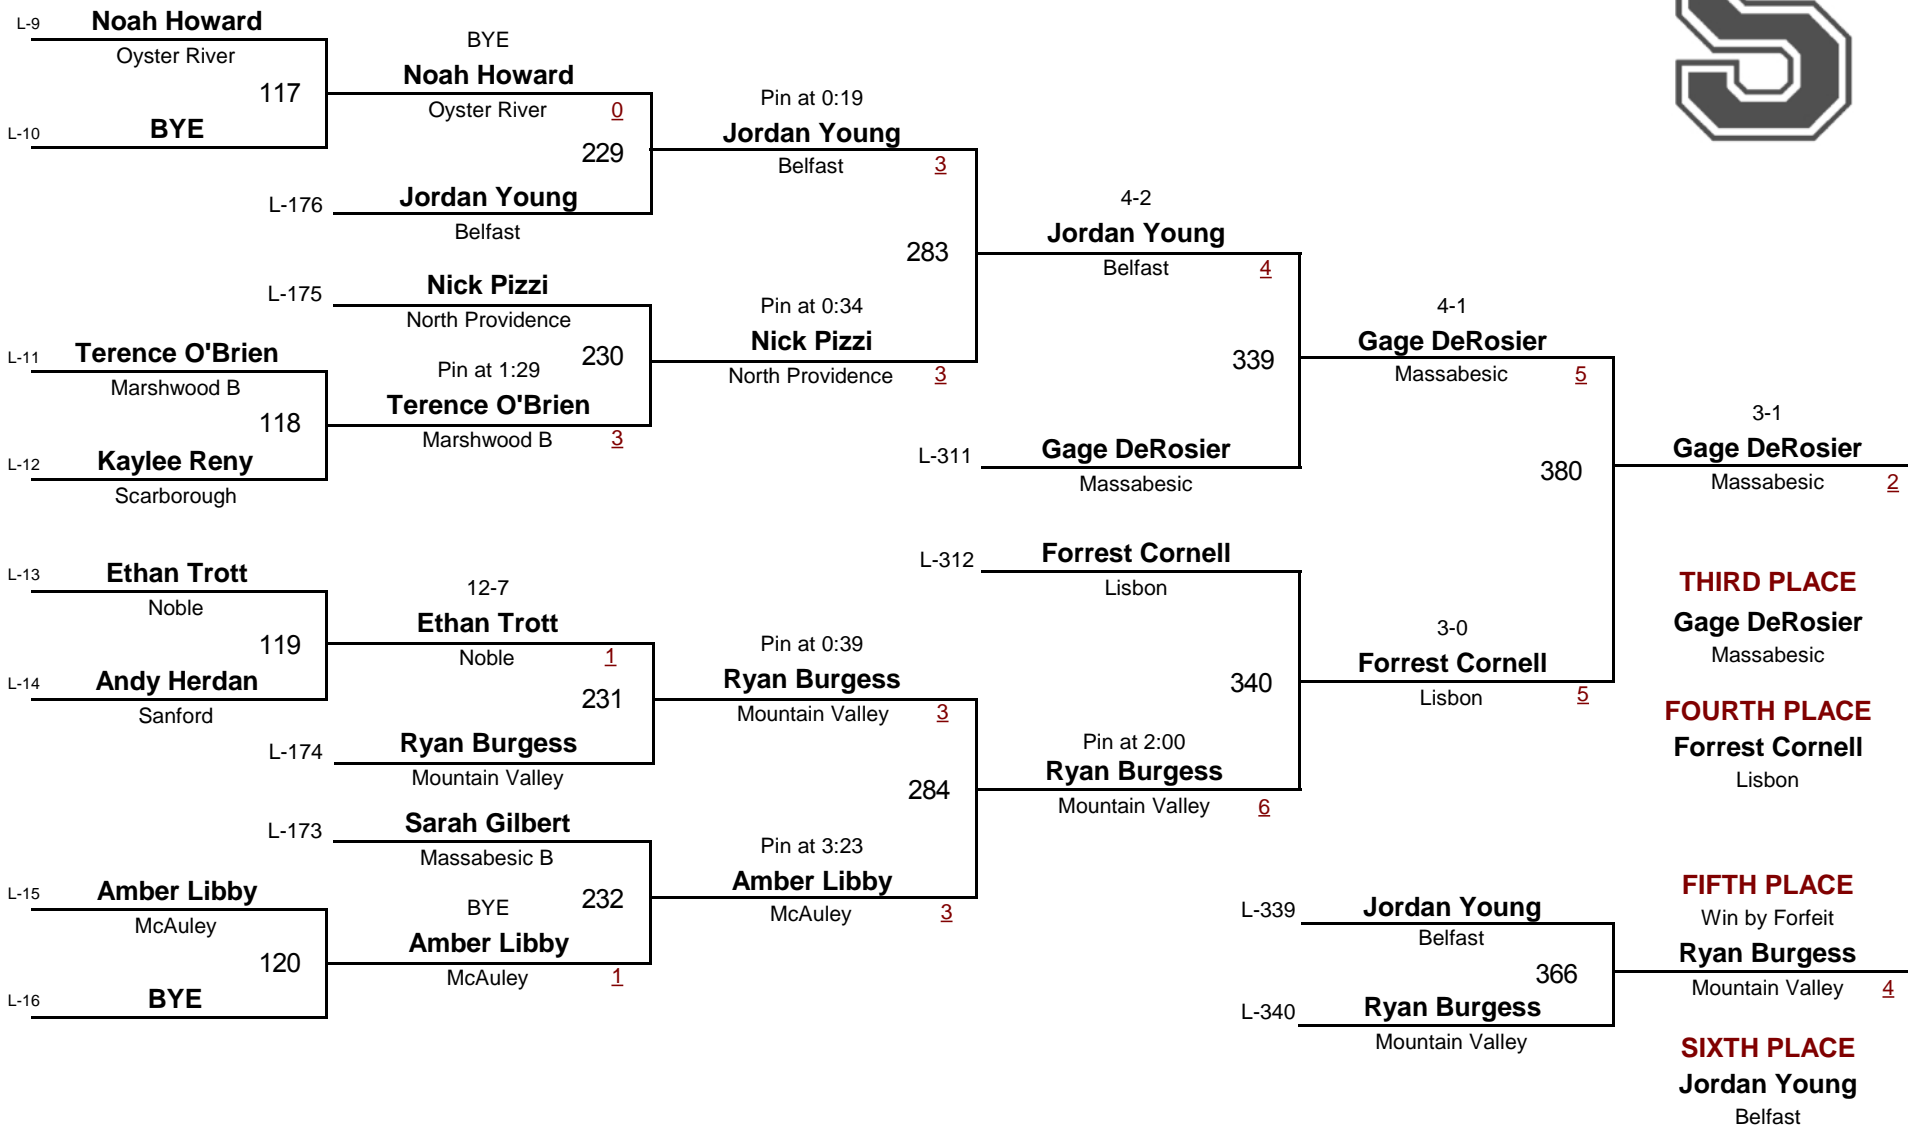 L-9 Noah Howard
Oyster River
117
L-10 BYE
BYE
Noah Howard
Oyster River 0
229
L-176 Jordan Young
Belfast
Pin at 0:19
Jordan Young
Belfast 3
283
L-175 Nick Pizzi
North Providence
230
L-11 Terence O'Brien
Marshwood B
118
L-12 Kaylee Reny
Scarborough
Pin at 1:29
Terence O'Brien
Marshwood B 3
Pin at 0:34
Nick Pizzi
North Providence 3
4-2
Jordan Young
Belfast 4
339
L-311 Gage DeRosier
Massabesic
4-1
Gage DeRosier
Massabesic 5
380
3-1
Gage DeRosier
Massabesic 2
L-13 Ethan Trott
Noble
119
L-14 Andy Herdan
Sanford
12-7
Ethan Trott
Noble 1
231
L-174 Ryan Burgess
Mountain Valley
Pin at 0:39
Ryan Burgess
Mountain Valley 3
284
L-173 Sarah Gilbert
Massabesic B
232
L-15 Amber Libby
McAuley
120
L-16 BYE
BYE
Amber Libby
McAuley 1
Pin at 3:23
Amber Libby
McAuley 3
L-312 Forrest Cornell
Lisbon
340
Pin at 2:00
Ryan Burgess
Mountain Valley 6
3-0
Forrest Cornell
Lisbon 5
THIRD PLACE
Gage DeRosier
Massabesic
FOURTH PLACE
Forrest Cornell
Lisbon
L-339 Jordan Young
Belfast
366
L-340 Ryan Burgess
Mountain Valley
FIFTH PLACE
Win by Forfeit
Ryan Burgess
Mountain Valley 4
SIXTH PLACE
Jordan Young
Belfast